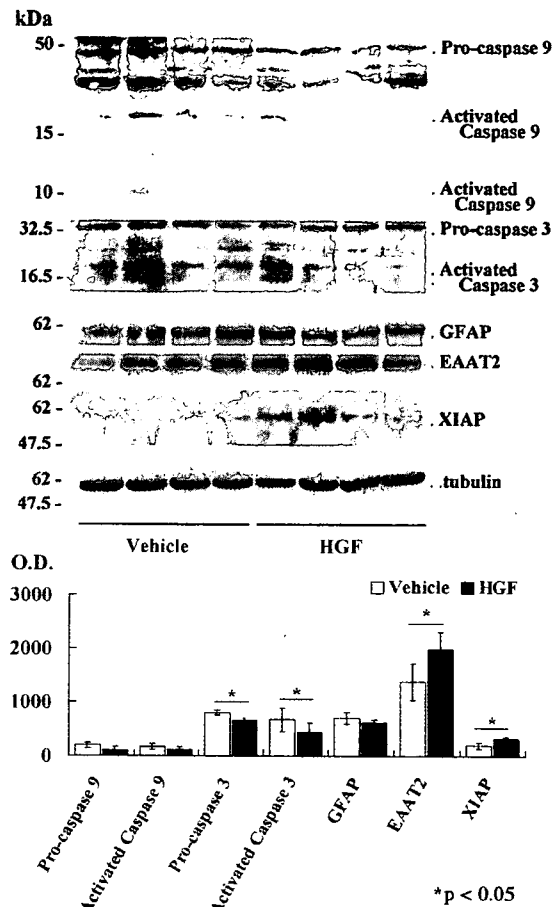 kDa
50 -
. Pro-caspase 9
15 -
. Activated
Caspase 9
10 -
. Activated
Caspase 9
32.5 -
. Pro-caspase 3
16.5 -
. Activated
Caspase 3
62 -
. GFAP
. EAAT2
62 -
62 -
. XIAP
47.5 -
62 -
. .tubulin
47.5 -
Vehicle HGF
O.D.
3000
2000
1000
0
Vehicle HGF
* * * *
Pro-caspase 9
Activated Caspase 9
Pro-caspase 3
Activated Caspase 3
GFAP
EAAT2
XIAP
*p < 0.05